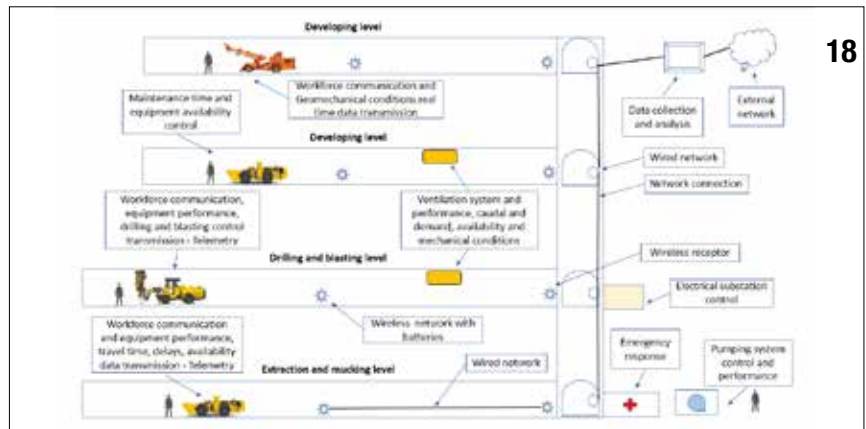 Developing level
18
Workforce communication and
Geomechanical conditions real
time data transmission
Maintenance time and
equipment availability
control
Data collection
and analysis
External
network
Developing level
Wired network
Network connection
Workforce communication,
equipment performance,
drilling and blasting control
transmission - Telemetry
Ventilation system and
performance, caudal and
demand, availability and
mechanical conditions
Drilling and blasting level
Wireless receptor
Electrical substation
control
Wireless network with
batteries
Workforce communication
and equipment performance,
travel time, delays, availability
data transmission - Telemetry
Extraction and mucking level
Wired network
Emergency
response
Pumping system
control and
performance